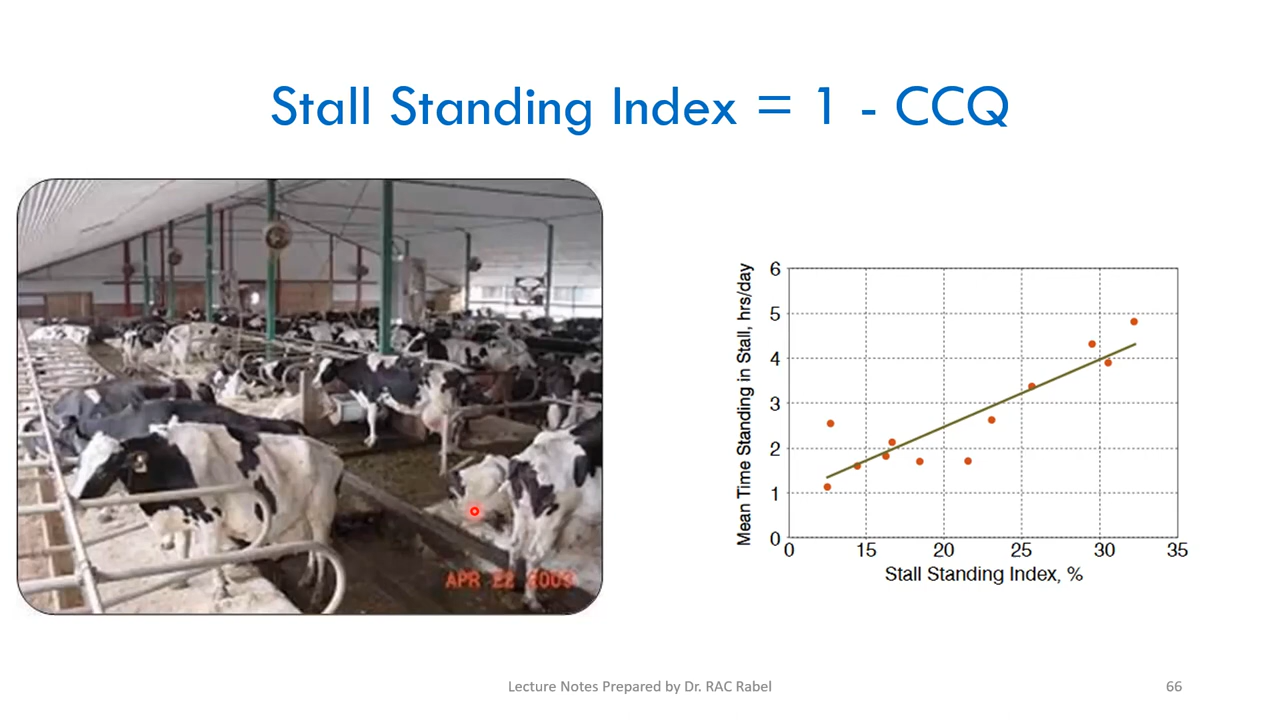 Stall Standing Index = 1 - CCQ
APR 22 2003
Mean Time Standing in Stall, hrs/day
6
5
4
3
2
1
0
0 15 20 25 30 35
Stall Standing Index, %
Lecture Notes Prepared by Dr. RAC Rabel
66